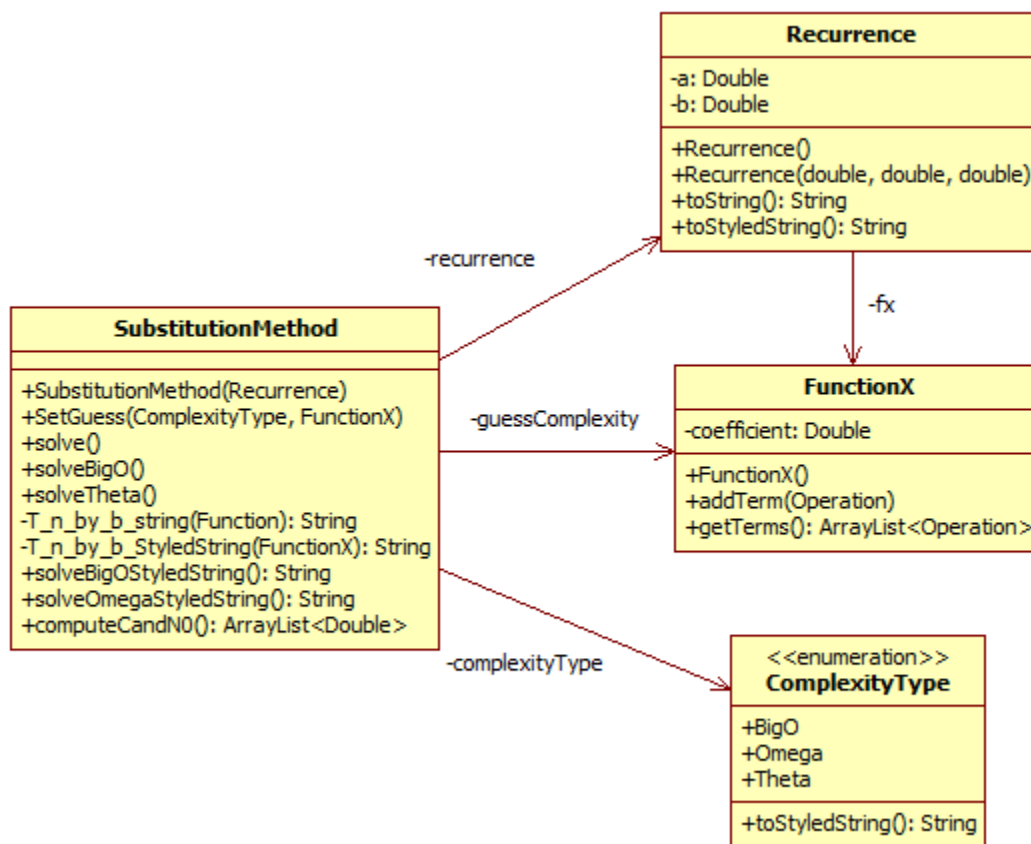 Recurrence
-a: Double
-b: Double
+Recurrence()
+Recurrence(double, double, double)
+toString(): String
+toStyledString(): String
-recurrence
-fx
SubstitutionMethod
+SubstitutionMethod(Recurrence)
+SetGuess(ComplexityType, FunctionX)
+solve()
+solveBigO()
+solveTheta()
-T_n_by_b_string(Function): String
-T_n_by_b_StyledString(FunctionX): String
+solveBigOStyledString(): String
+solveOmegaStyledString(): String
+computeCandN0(): ArrayList<Double>
-guessComplexity
FunctionX
-coefficient: Double
+FunctionX()
+addTerm(Operation)
+getTerms(): ArrayList<Operation>
-complexityType
<<enumeration>>
ComplexityType
+BigO
+Omega
+Theta
+toStyledString(): String